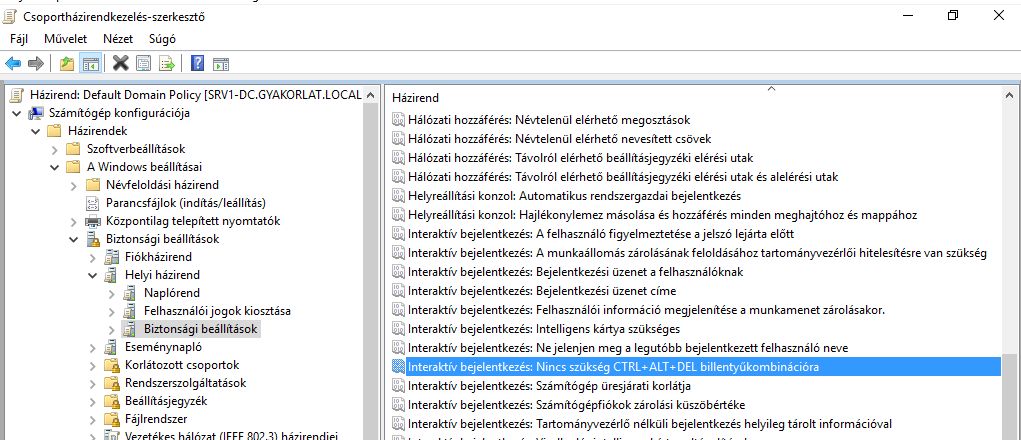 Csoportházirendkezelés-szerkesztő
Fájl Művelet Nézet Súgó
Házirend: Default Domain Policy [SRV1-DC.GYAKORLAT.LOCAL
Számítógép konfigurációja
Házirendek
Szoftverbeállítások
A Windows beállításai
Névfeloldási házirend
Parancsfájlok (indítás/leállítás)
Központilag telepített nyomtatók
Biztonsági beállítások
Fiókházirend
Helyi házirend
Naplórend
Felhasználói jogok kiosztása
Biztonsági beállítások
Eseménynapló
Korlátozott csoportok
Rendszerszolgáltatások
Beállításjegyzék
Fájlrendszer
Vezetékes hálózat (IEEE 802.3) házirendjei
Házirend
Hálózati hozzáférés: Névtelenül elérhető megosztások
Hálózati hozzáférés: Névtelenül elérhető nevesített csövek
Hálózati hozzáférés: Távolról elérhető beállításjegyzéki elérési utak
Hálózati hozzáférés: Távolról elérhető beállításjegyzéki elérési utak és alelérési utak
Helyreállítási konzol: Automatikus rendszergazdai bejelentkezés
Helyreállítási konzol: Hajlékonylemez másolása és hozzáférés minden meghajtóhoz és mappához
Interaktív bejelentkezés: A felhasználó figyelmeztetése a jelszó lejárta előtt
Interaktív bejelentkezés: A munkaállomás zárolásának feloldásához tartományvezérlői hitelesítésre van szükség
Interaktív bejelentkezés: Bejelentkezési üzenet a felhasználóknak
Interaktív bejelentkezés: Bejelentkezési üzenet címe
Interaktív bejelentkezés: Felhasználói információ megjelenítése a munkamenet zárolásakor.
Interaktív bejelentkezés: Intelligens kártya szükséges
Interaktív bejelentkezés: Ne jelenjen meg a legutóbb bejelentkezett felhasználó neve
Interaktív bejelentkezés: Nincs szükség CTRL+ALT+DEL billentyűkombinációra
Interaktív bejelentkezés: Számítógép üresjárati korlátja
Interaktív bejelentkezés: Számítógépfiókok zárolási küszöbértéke
Interaktív bejelentkezés: Tartományvezérlő nélküli bejelentkezés helyileg tárolt információval